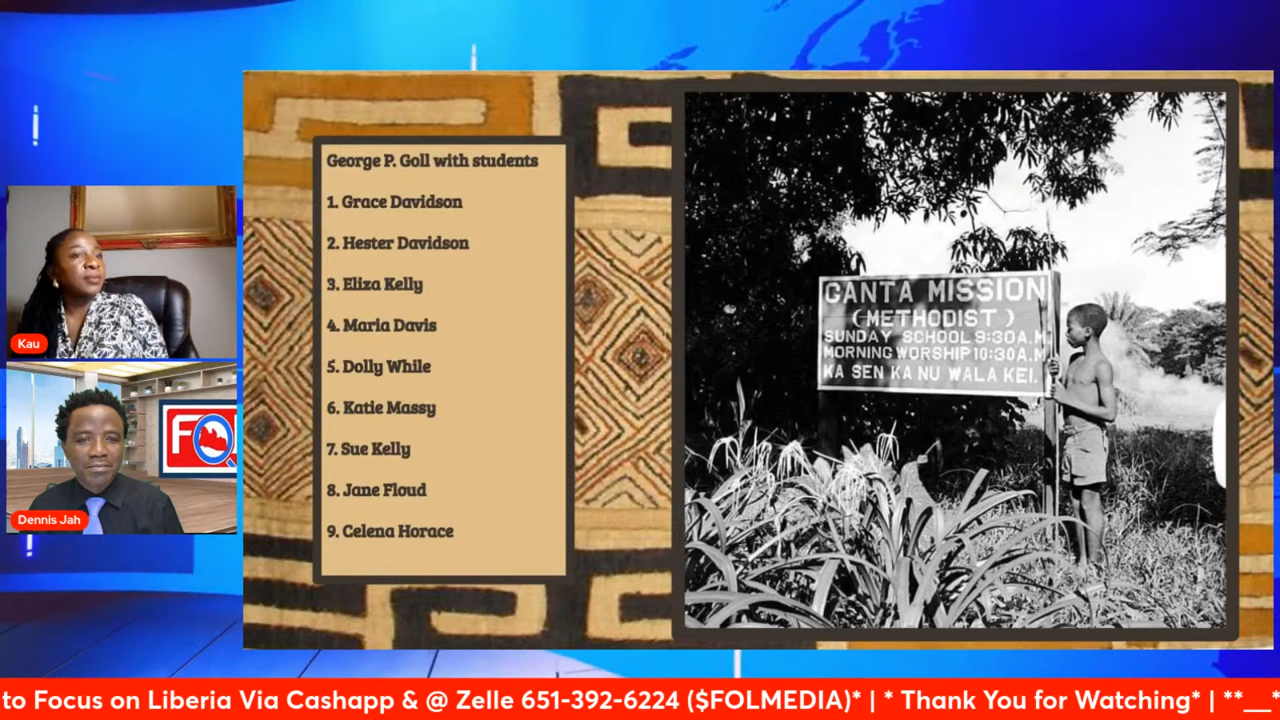 George P. Goll with students
1. Grace Davidson
2. Hester Davidson
3. Eliza Kelly
4. Maria Davis
5. Dolly While
6. Katie Massy
7. Sue Kelly
8. Jane Floud
9. Celena Horace
GANTA MISSION
(METHODIST)
SUNDAY SCHOOL 9:30A.M.
MORNING WORSHIP 10:30A.M
KA SEN KA NU WALA KEI.
Kau
Dennis Jah
to Focus on Liberia Via Cashapp & @ Zelle 651-392-6224 ($FOLMEDIA)* | * Thank You for Watching* | **__*